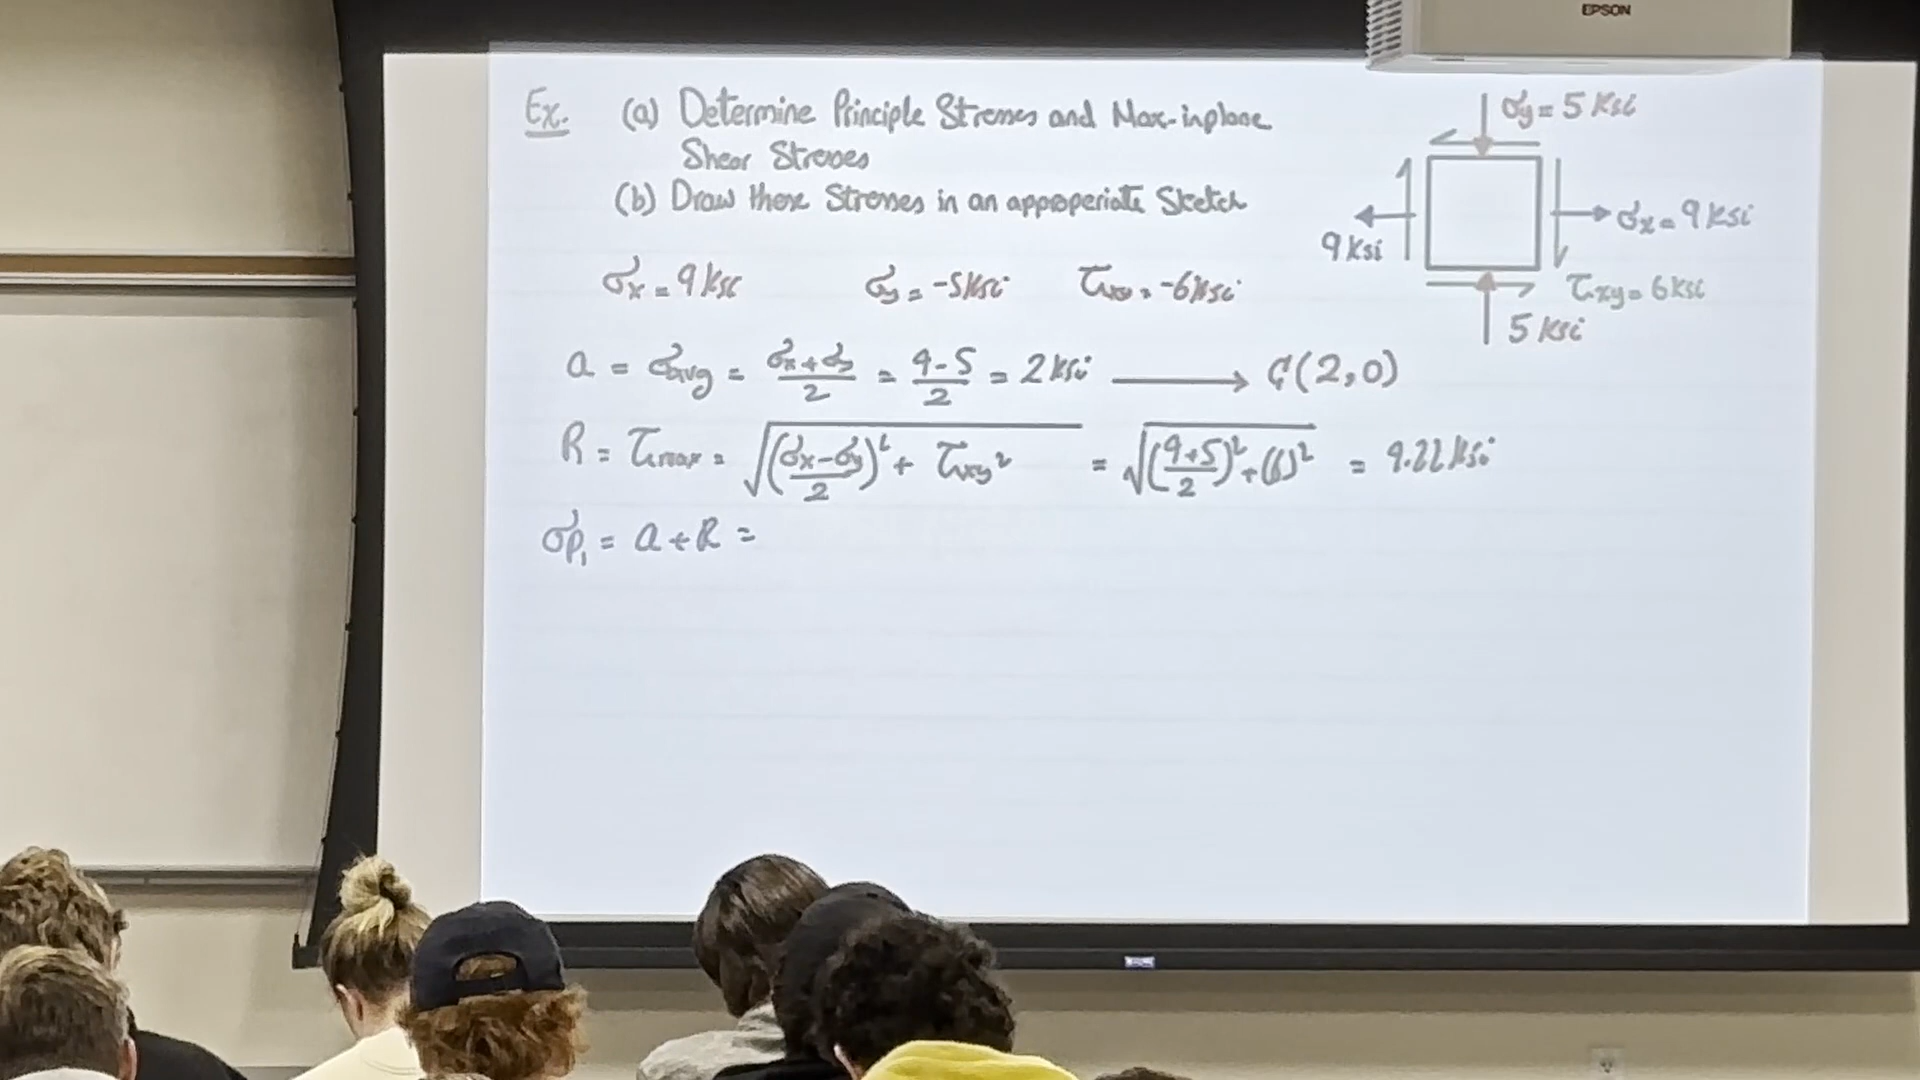 EPSON
Ex. (a) Determine Principle Stresses and Max-inplane
Shear Stresses
(b) Draw these Stresses in an approperiate Sketch
σy = 5 ksi
9 ksi
σx = 9 ksi
τxy = 6 ksi
5 ksi
σx = 9 ksi σy = -5 ksi τxy = -6 ksi
a = σavg = (σx + σy)/2 = (9 - 5)/2 = 2 ksi → C(2,0)
R = τmax = √(((σx - σy)/2)² + τxy²) = √(((9+5)/2)² + (6)²) = 9.22 ksi
σp1 = a + R =